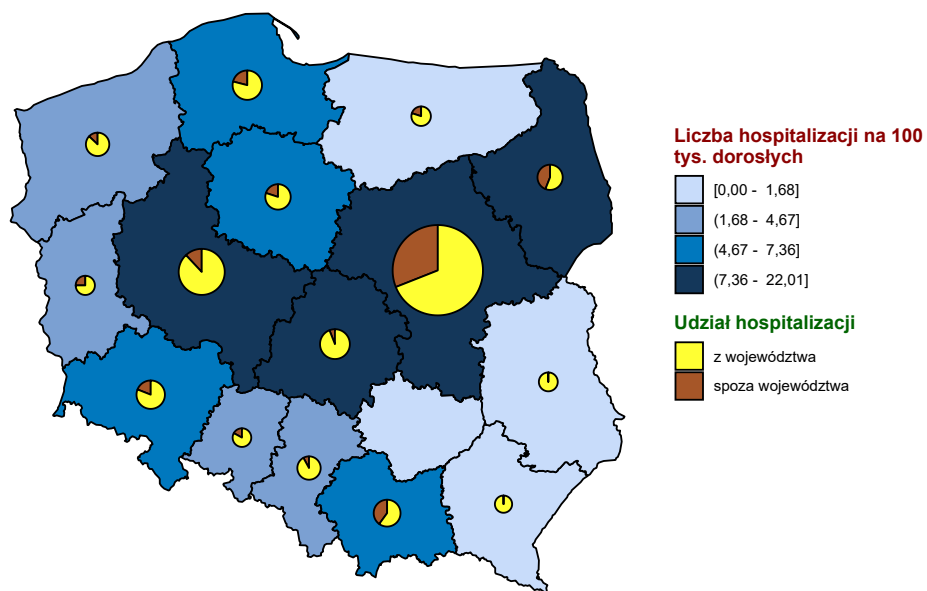 Liczba hospitalizacji na 100
tys. dorosłych
[0,00 - 1,68]
(1,68 - 4,67]
(4,67 - 7,36]
(7,36 - 22,01]
Udział hospitalizacji
z województwa
spoza województwa